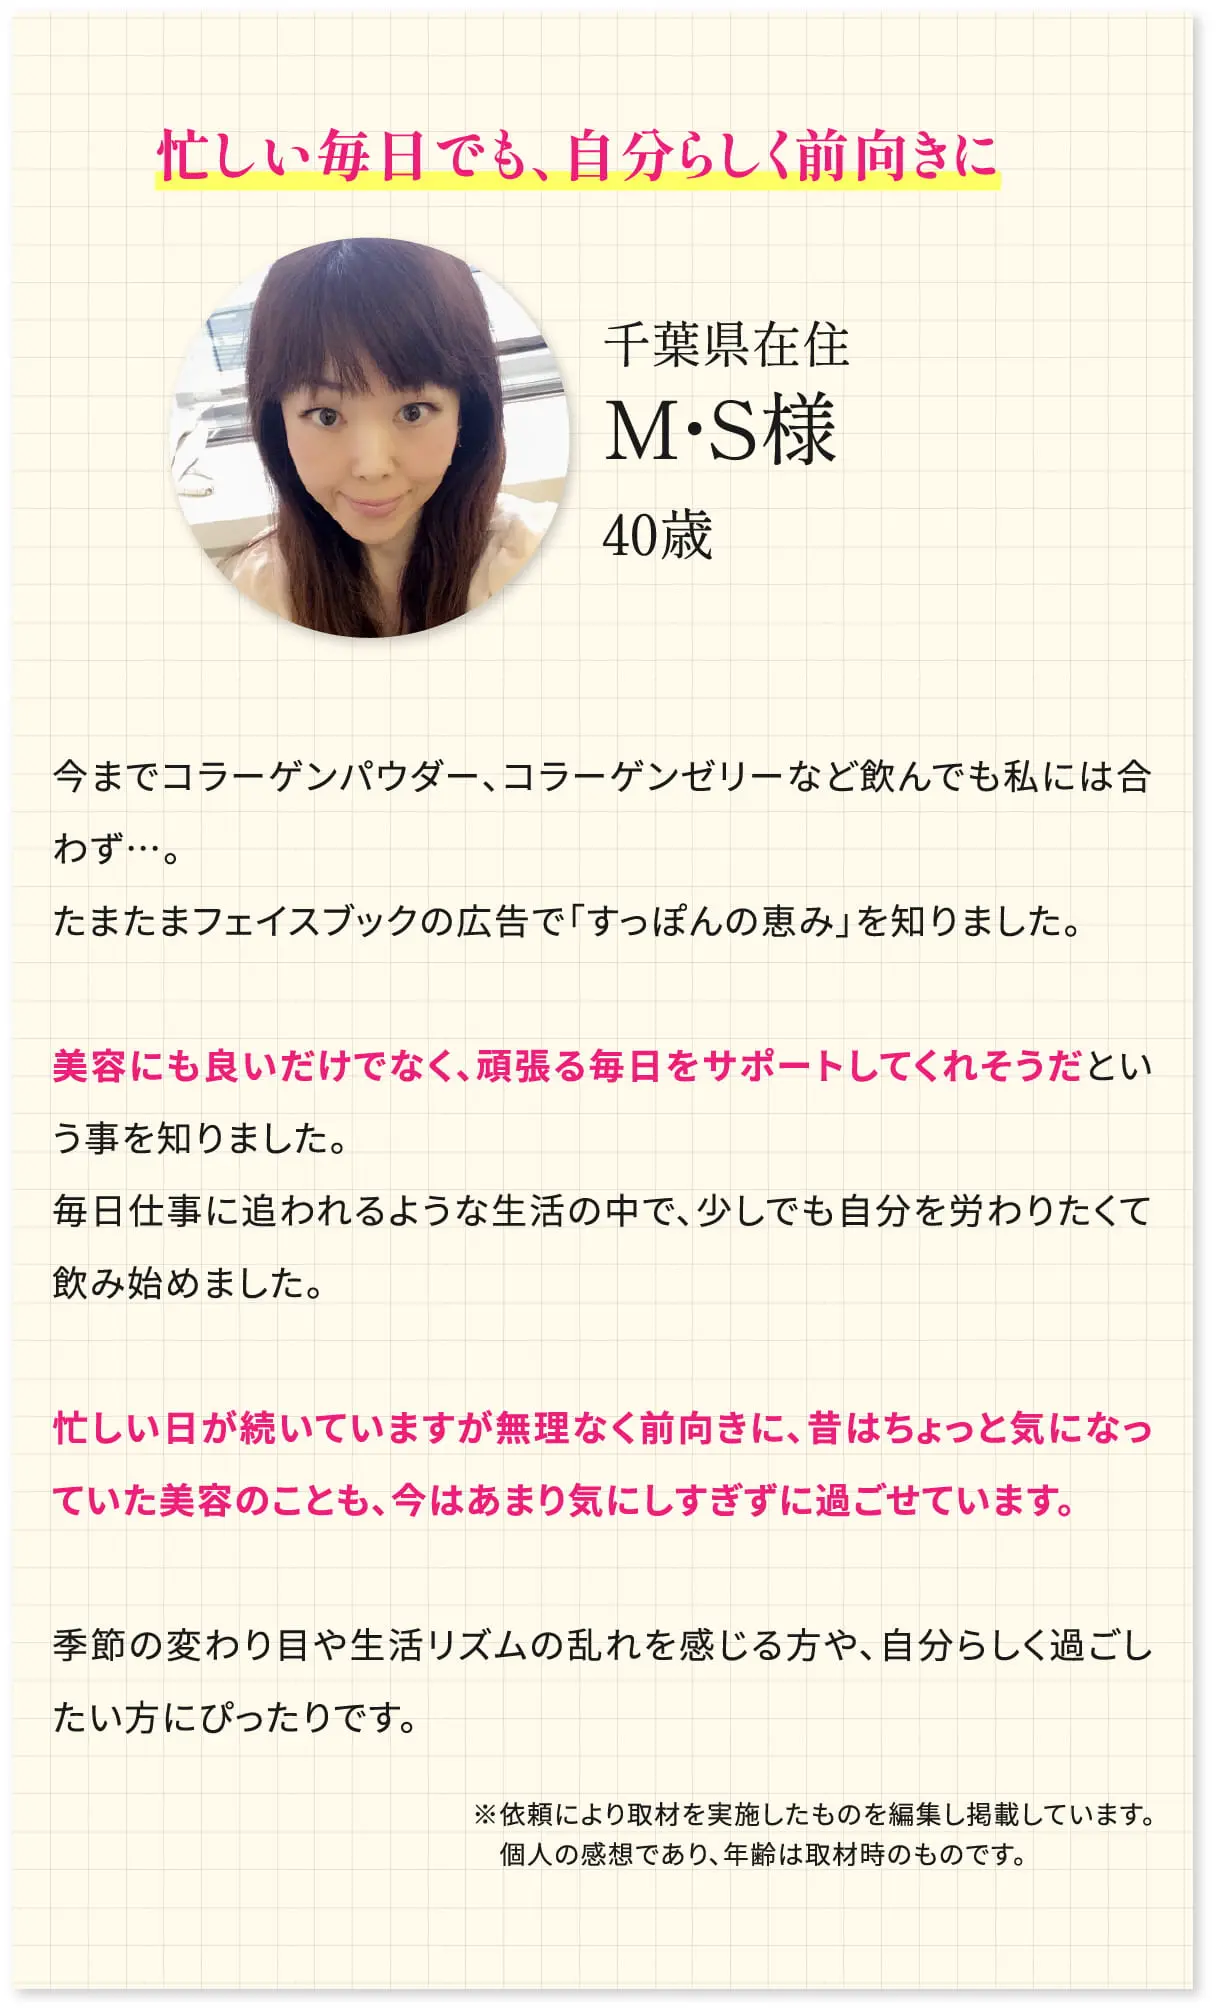 忙しい毎日でも、自分らしく前向きに
千葉県在住
M・S様
40歳
今までコラーゲンパウダー、コラーゲンゼリーなど飲んでも私には合
わず…。
たまたまフェイスブックの広告で「すっぽんの恵み」を知りました。
美容にも良いだけでなく、頑張る毎日をサポートしてくれそうだとい
う事を知りました。
毎日仕事に追われるような生活の中で、少しでも自分を労わりたくて
飲み始めました。
忙しい日が続いていますが無理なく前向きに、昔はちょっと気になっ
ていた美容のことも、今はあまり気にしすぎずに過ごせています。
季節の変わり目や生活リズムの乱れを感じる方や、自分らしく過ごし
たい方にぴったりです。
※依頼により取材を実施したものを編集し掲載しています。
個人の感想であり、年齢は取材時のものです。